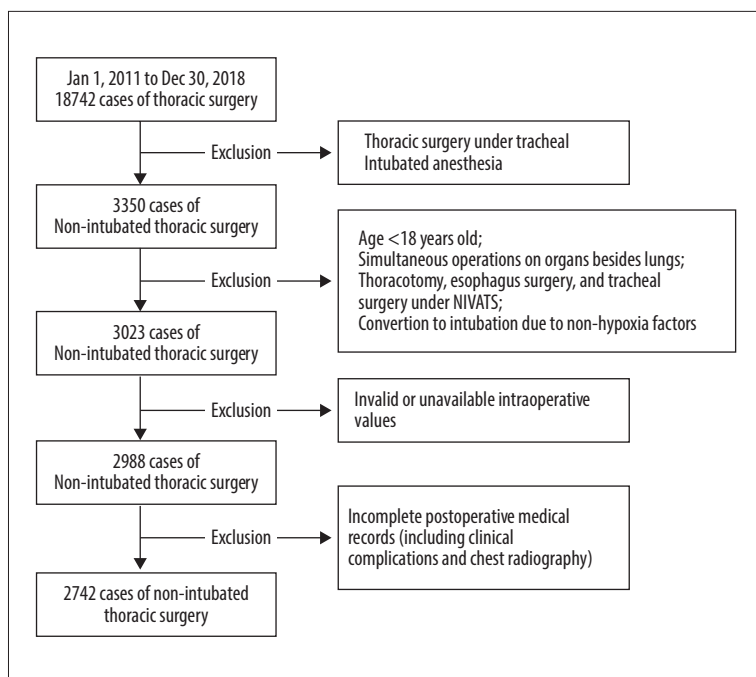 Jan 1, 2011 to Dec 30, 2018
18742 cases of thoracic surgery
Exclusion
Thoracic surgery under tracheal
Intubated anesthesia
3350 cases of
Non-intubated thoracic surgery
Exclusion
Age <18 years old;
Simultaneous operations on organs besides lungs;
Thoracotomy, esophagus surgery, and tracheal
surgery under NIVATS;
Convertion to intubation due to non-hypoxia factors
3023 cases of
Non-intubated thoracic surgery
Exclusion
Invalid or unavailable intraoperative
values
2988 cases of
Non-intubated thoracic surgery
Exclusion
Incomplete postoperative medical
records (including clinical
complications and chest radiography)
2742 cases of non-intubated
thoracic surgery